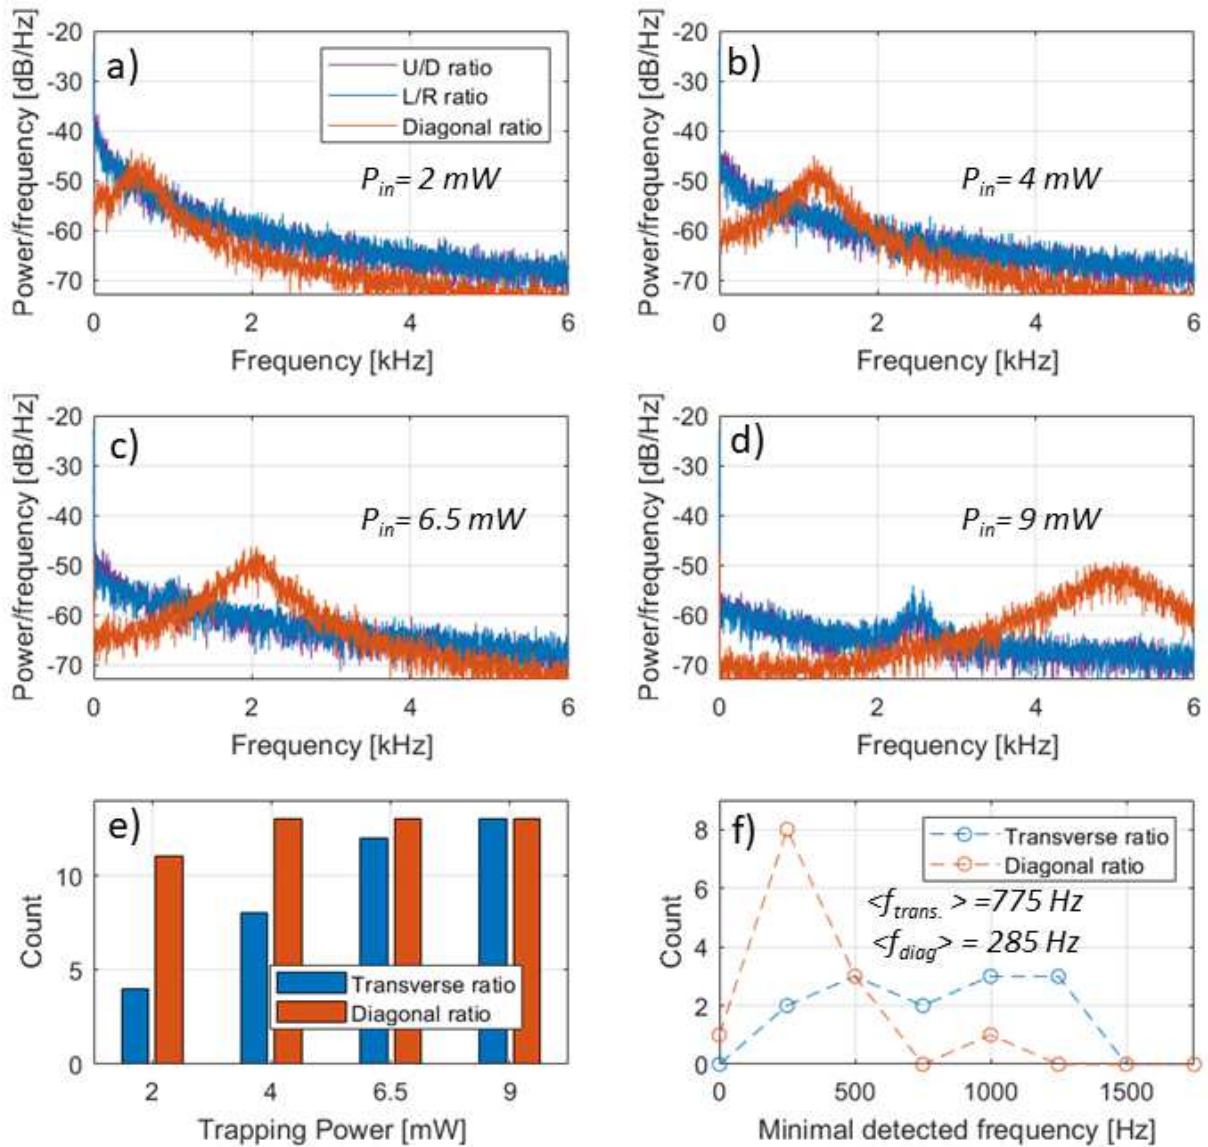 a)
-20
-30
-40
-50
-60
-70
Power/frequency [dB/Hz]
U/D ratio
L/R ratio
Diagonal ratio
P_in= 2 mW
0 2 4 6
Frequency [kHz]
b)
-20
-30
-40
-50
-60
-70
Power/frequency [dB/Hz]
P_in= 4 mW
0 2 4 6
Frequency [kHz]
c)
-20
-30
-40
-50
-60
-70
Power/frequency [dB/Hz]
P_in= 6.5 mW
0 2 4 6
Frequency [kHz]
d)
-20
-30
-40
-50
-60
-70
Power/frequency [dB/Hz]
P_in= 9 mW
0 2 4 6
Frequency [kHz]
e)
10
5
0
Count
Transverse ratio
Diagonal ratio
2 4 6.5 9
Trapping Power [mW]
f)
8
6
4
2
0
Count
Transverse ratio
Diagonal ratio
<f_trans. > =775 Hz
<f_diag> = 285 Hz
0 500 1000 1500
Minimal detected frequency [Hz]